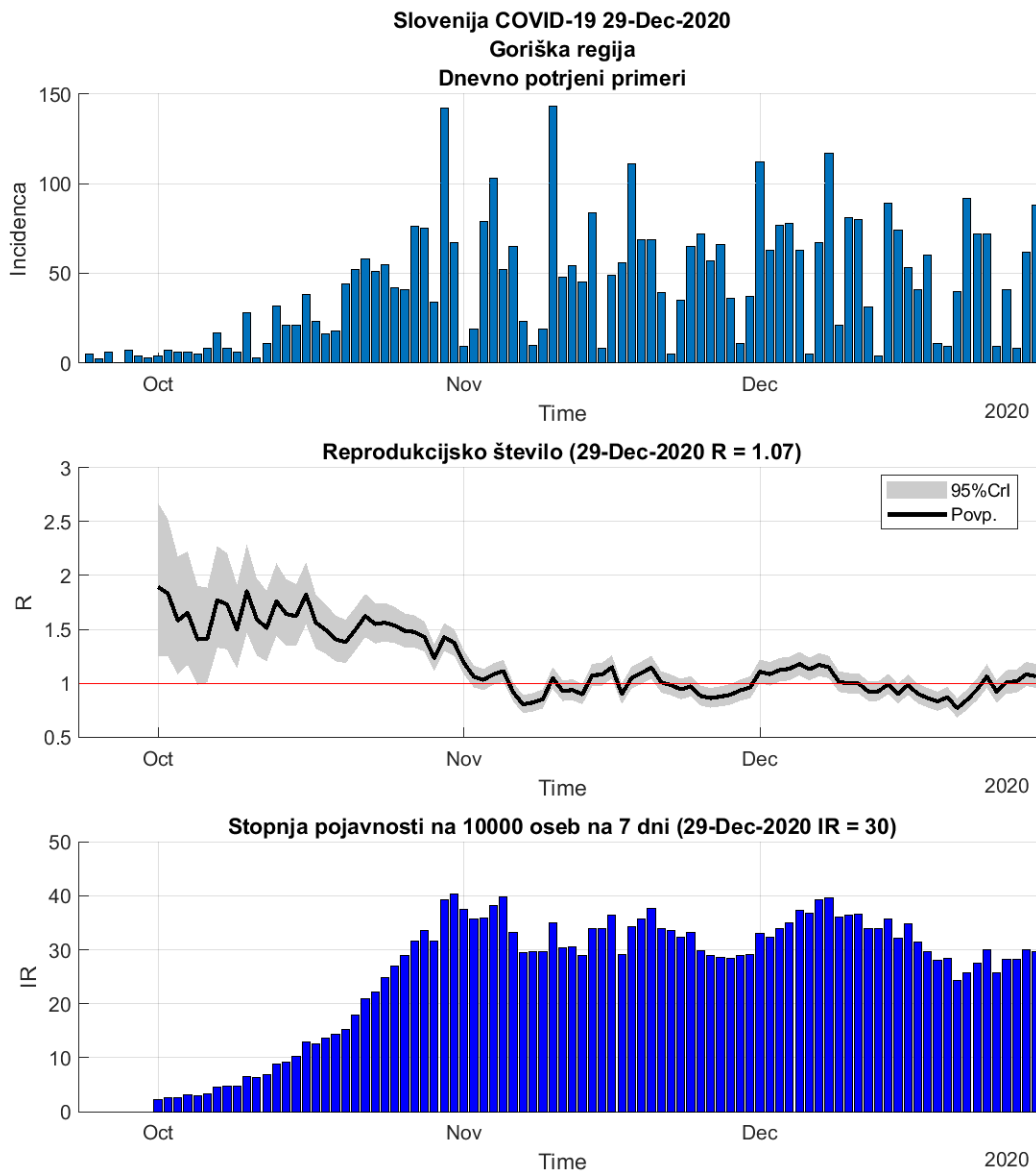 Slovenija COVID-19 29-Dec-2020
Goriška regija
Dnevno potrjeni primeri
150
100
50
0
Incidenca
Oct
Nov
Dec
Time
2020
Reprodukcijsko število (29-Dec-2020 R = 1.07)
3
2.5
2
1.5
1
0.5
R
95%CrI
Povp.
Oct
Nov
Dec
Time
2020
Stopnja pojavnosti na 10000 oseb na 7 dni (29-Dec-2020 IR = 30)
50
40
30
20
10
0
IR
Oct
Nov
Dec
Time
2020